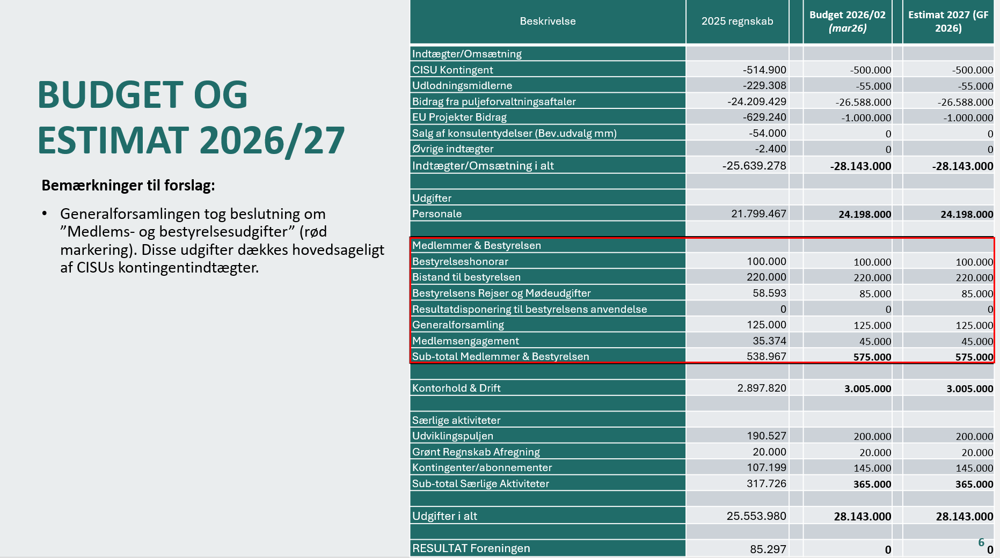 BUDGET OG
ESTIMAT 2026/27
Bemærkninger til forslag:
• Generalforsamlingen tog beslutning om
”Medlems- og bestyrelsesudgifter” (rød
markering). Disse udgifter dækkes hovedsageligt
af CISUs kontingentindtægter.
Beskrivelse 2025 regnskab Budget 2026/02 (mar26) Estimat 2027 (GF 2026)
Indtægter/Omsætning
CISU Kontingent -514.900 -500.000 -500.000
Udlodningsmidlerne -229.308 -55.000 -55.000
Bidrag fra puljeforvaltningsaftaler -24.209.429 -26.588.000 -26.588.000
EU Projekter Bidrag -629.240 -1.000.000 -1.000.000
Salg af konsulentydelser (Bev.udvalg mm) -54.000 0 0
Øvrige indtægter -2.400 0 0
Indtægter/Omsætning i alt -25.639.278 -28.143.000 -28.143.000
Udgifter
Personale 21.799.467 24.198.000 24.198.000
Medlemmer & Bestyrelsen
Bestyrelseshonorar 100.000 100.000 100.000
Bistand til bestyrelsen 220.000 220.000 220.000
Bestyrelsens Rejser og Mødeudgifter 58.593 85.000 85.000
Resultatdisponering til bestyrelsens anvendelse 0 0 0
Generalforsamling 125.000 125.000 125.000
Medlemsengagement 35.374 45.000 45.000
Sub-total Medlemmer & Bestyrelsen 538.967 575.000 575.000
Kontorhold & Drift 2.897.820 3.005.000 3.005.000
Særlige aktiviteter
Udviklingspuljen 190.527 200.000 200.000
Grønt Regnskab Afregning 20.000 20.000 20.000
Kontingenter/abonnementer 107.199 145.000 145.000
Sub-total Særlige Aktiviteter 317.726 365.000 365.000
Udgifter i alt 25.553.980 28.143.000 28.143.000
RESULTAT Foreningen 85.297 0 0
6